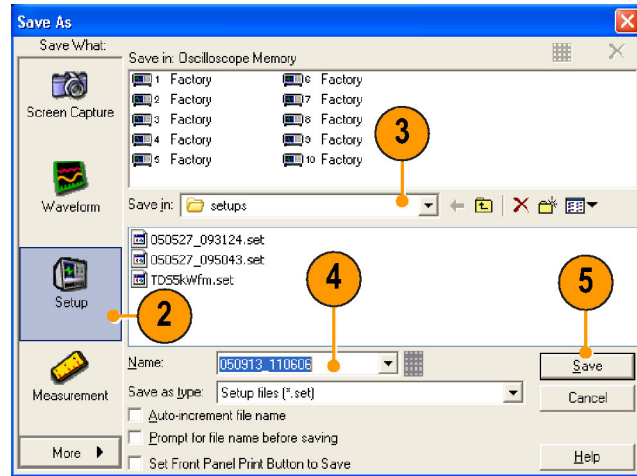 Save As
Save What:
Save in: Oscilloscope Memory
1 Factory
2 Factory
3 Factory
4 Factory
5 Factory
6 Factory
7 Factory
8 Factory
9 Factory
10 Factory
3
Screen Capture
Waveform
Setup
2
Measurement
More
Save in: setups
050527_093124.set
050527_095043.set
TDS5kWfm.set
4
5
Name: 050913_110606
Save
Save as type: Setup files (*.set)
Cancel
Auto-increment file name
Prompt for file name before saving
Set Front Panel Print Button to Save
Help